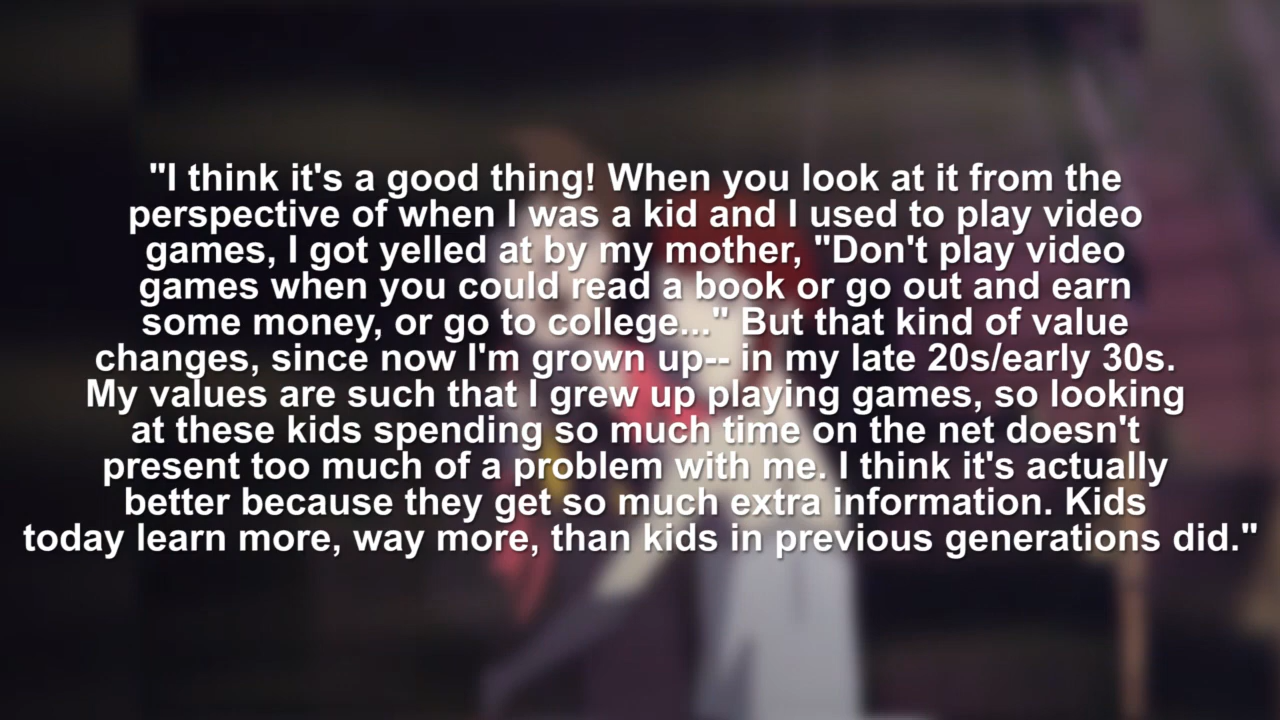 "I think it's a good thing! When you look at it from the
perspective of when I was a kid and I used to play video
games, I got yelled at by my mother, "Don't play video
games when you could read a book or go out and earn
some money, or go to college..." But that kind of value
changes, since now I'm grown up-- in my late 20s/early 30s.
My values are such that I grew up playing games, so looking
at these kids spending so much time on the net doesn't
present too much of a problem with me. I think it's actually
better because they get so much extra information. Kids
today learn more, way more, than kids in previous generations did."